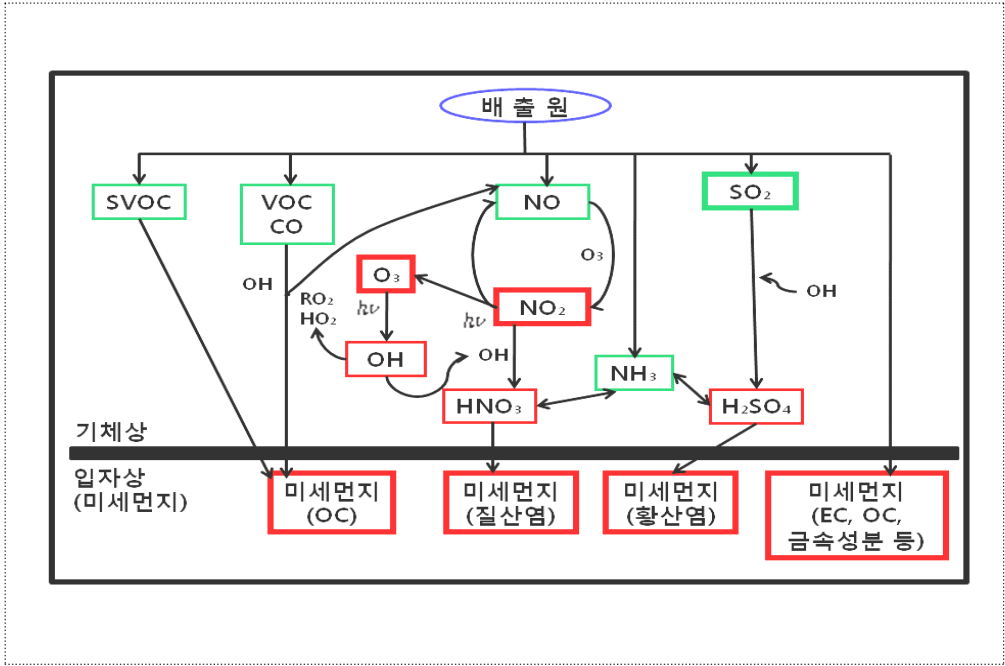 배 출 원
SVOC
VOC
CO
NO
SO₂
OH
O₃
O₃
RO₂
HO₂
hν
hν
NO₂
OH
OH
OH
NH₃
HNO₃
H₂SO₄
기체상
입자상
(미세먼지)
미세먼지
(OC)
미세먼지
(질산염)
미세먼지
(황산염)
미세먼지
(EC, OC,
금속성분 등)